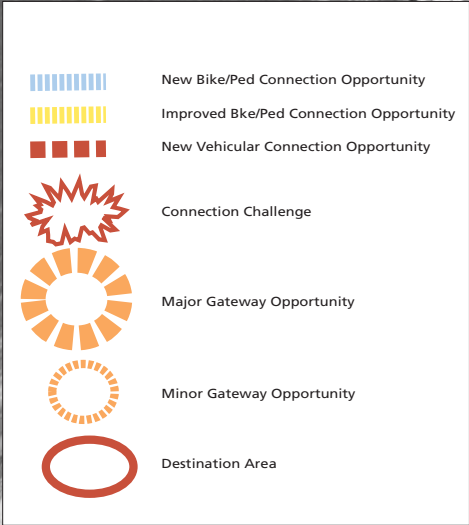 New Bike/Ped Connection Opportunity
Improved Bke/Ped Connection Opportunity
New Vehicular Connection Opportunity
Connection Challenge
Major Gateway Opportunity
Minor Gateway Opportunity
Destination Area